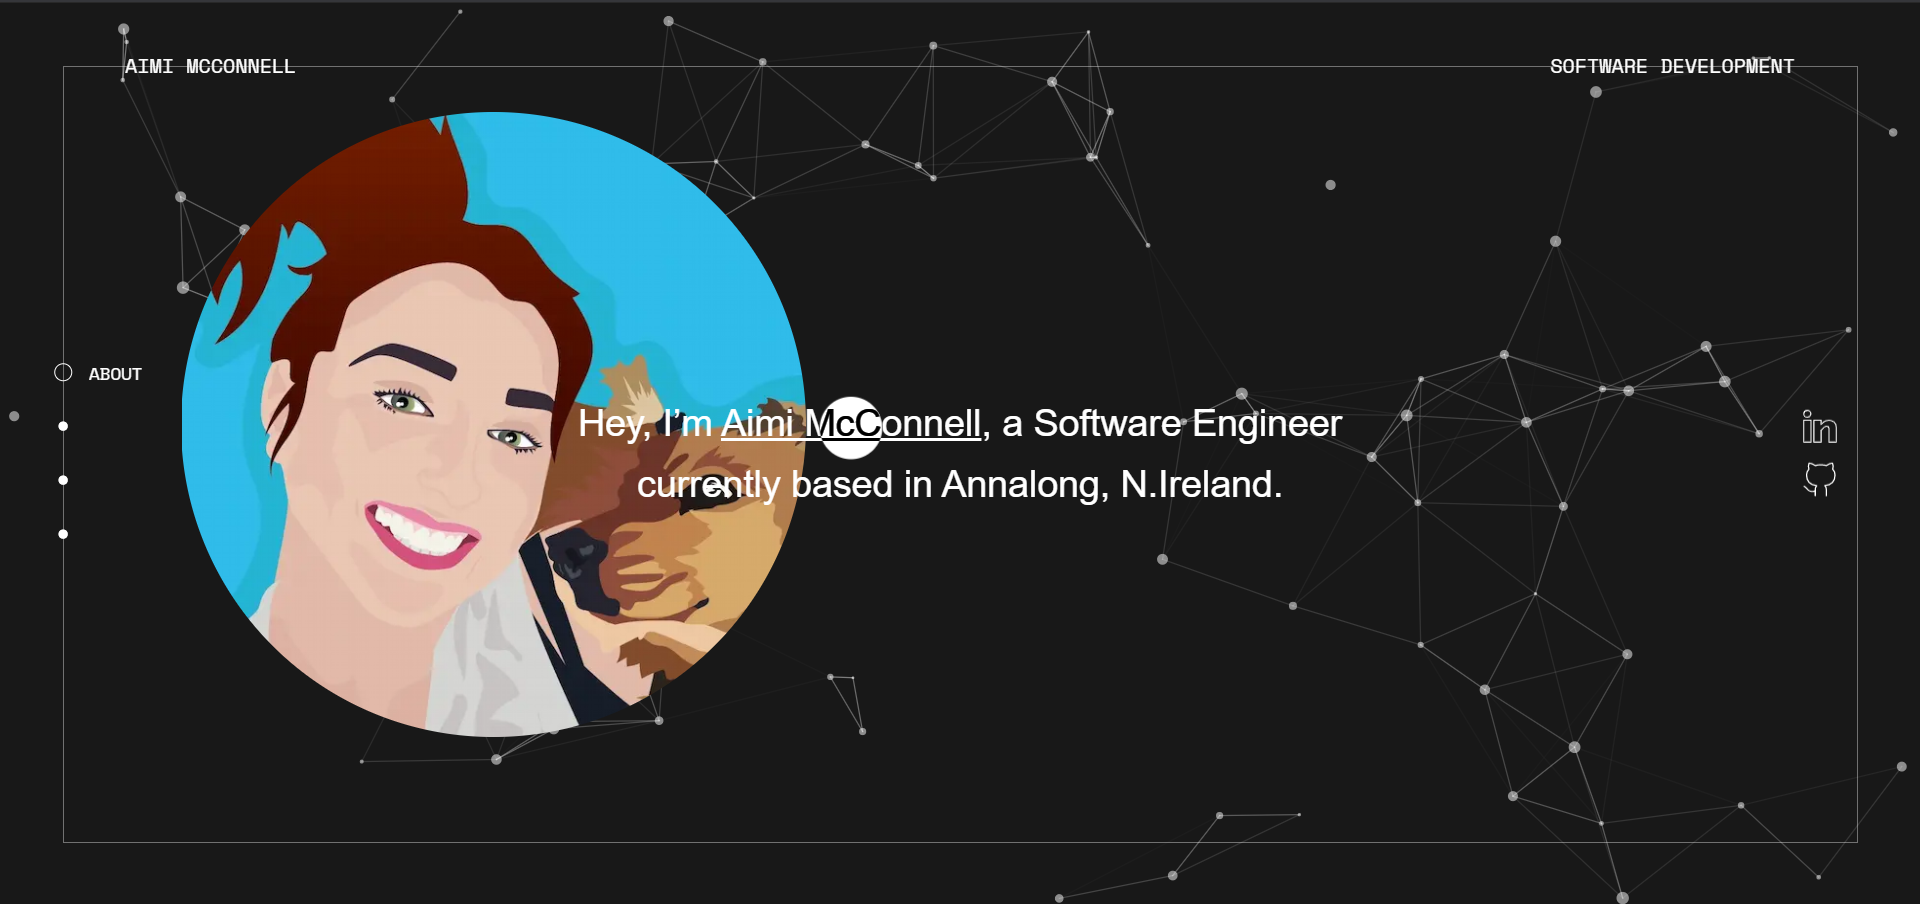 AIMI MCCONNELL
SOFTWARE DEVELOPMENT
ABOUT
Hey, I’m Aimi McConnell, a Software Engineer
currently based in Annalong, N.Ireland.
in